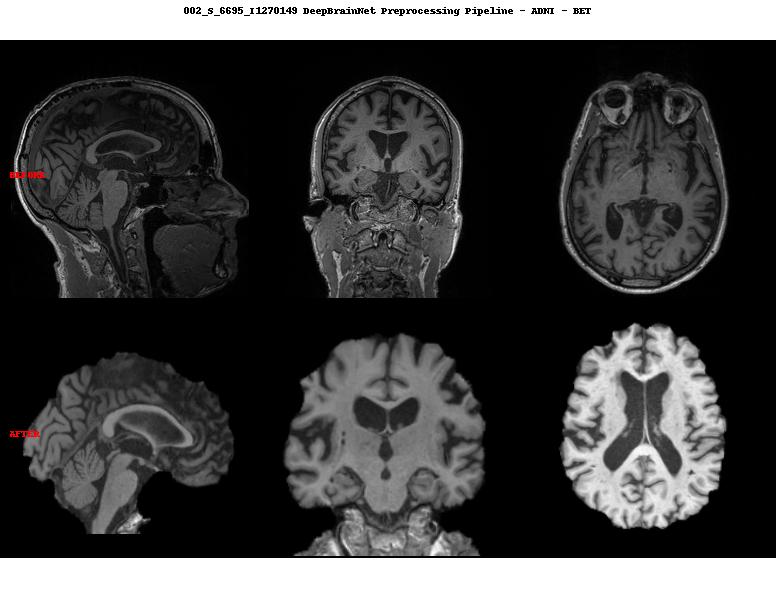 002_S_6695_I1270149 DeepBrainNet Preprocessing Pipeline - ADNI - BET
BEFORE
AFTER